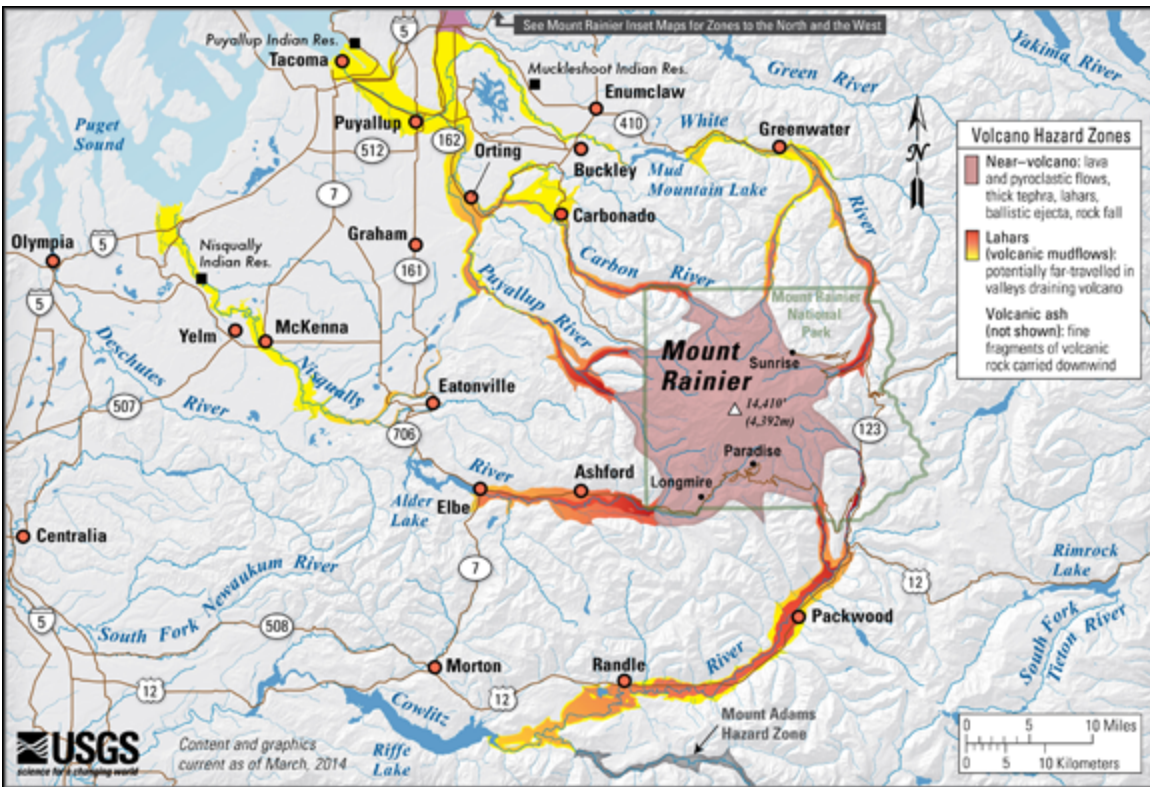 See Mount Rainier Inset Maps for Zones to the North and the West
5
Puyallup Indian Res.
Tacoma
Yakima River
Green River
Muckleshoot Indian Res.
Enumclaw
410
White
Greenwater
Puget
Sound
Puyallup
162
512
Orting
Buckley
Mud
Mountain Lake
River
N
Volcano Hazard Zones
Near–volcano: lava
and pyroclastic flows,
thick tephra, lahars,
ballistic ejecta, rock fall
Lahars
(volcanic mudflows):
potentially far-travelled in
valleys draining volcano
Volcanic ash
(not shown): fine
fragments of volcanic
rock carried downwind
7
Carbonado
Olympia
5
Nisqually
Indian Res.
Graham
161
Carbon River
Puyallup
River
Mount Rainier
National
Park
5
Yelm
McKenna
Mount
Rainier
Sunrise
14,410'
(4,392m)
Deschutes
River
Nisqually
Eatonville
507
706
123
Paradise
Longmire
River
Ashford
Alder
Lake
Elbe
Centralia
7
Rimrock
Lake
12
South Fork Newaukum River
5
508
Packwood
South Fork
Tieton River
Morton
Randle
River
12
12
Cowlitz
Riffe
Lake
Mount Adams
Hazard Zone
0 5 10 Miles
0 5 10 Kilometers
USGS
science for a changing world
Content and graphics
current as of March, 2014